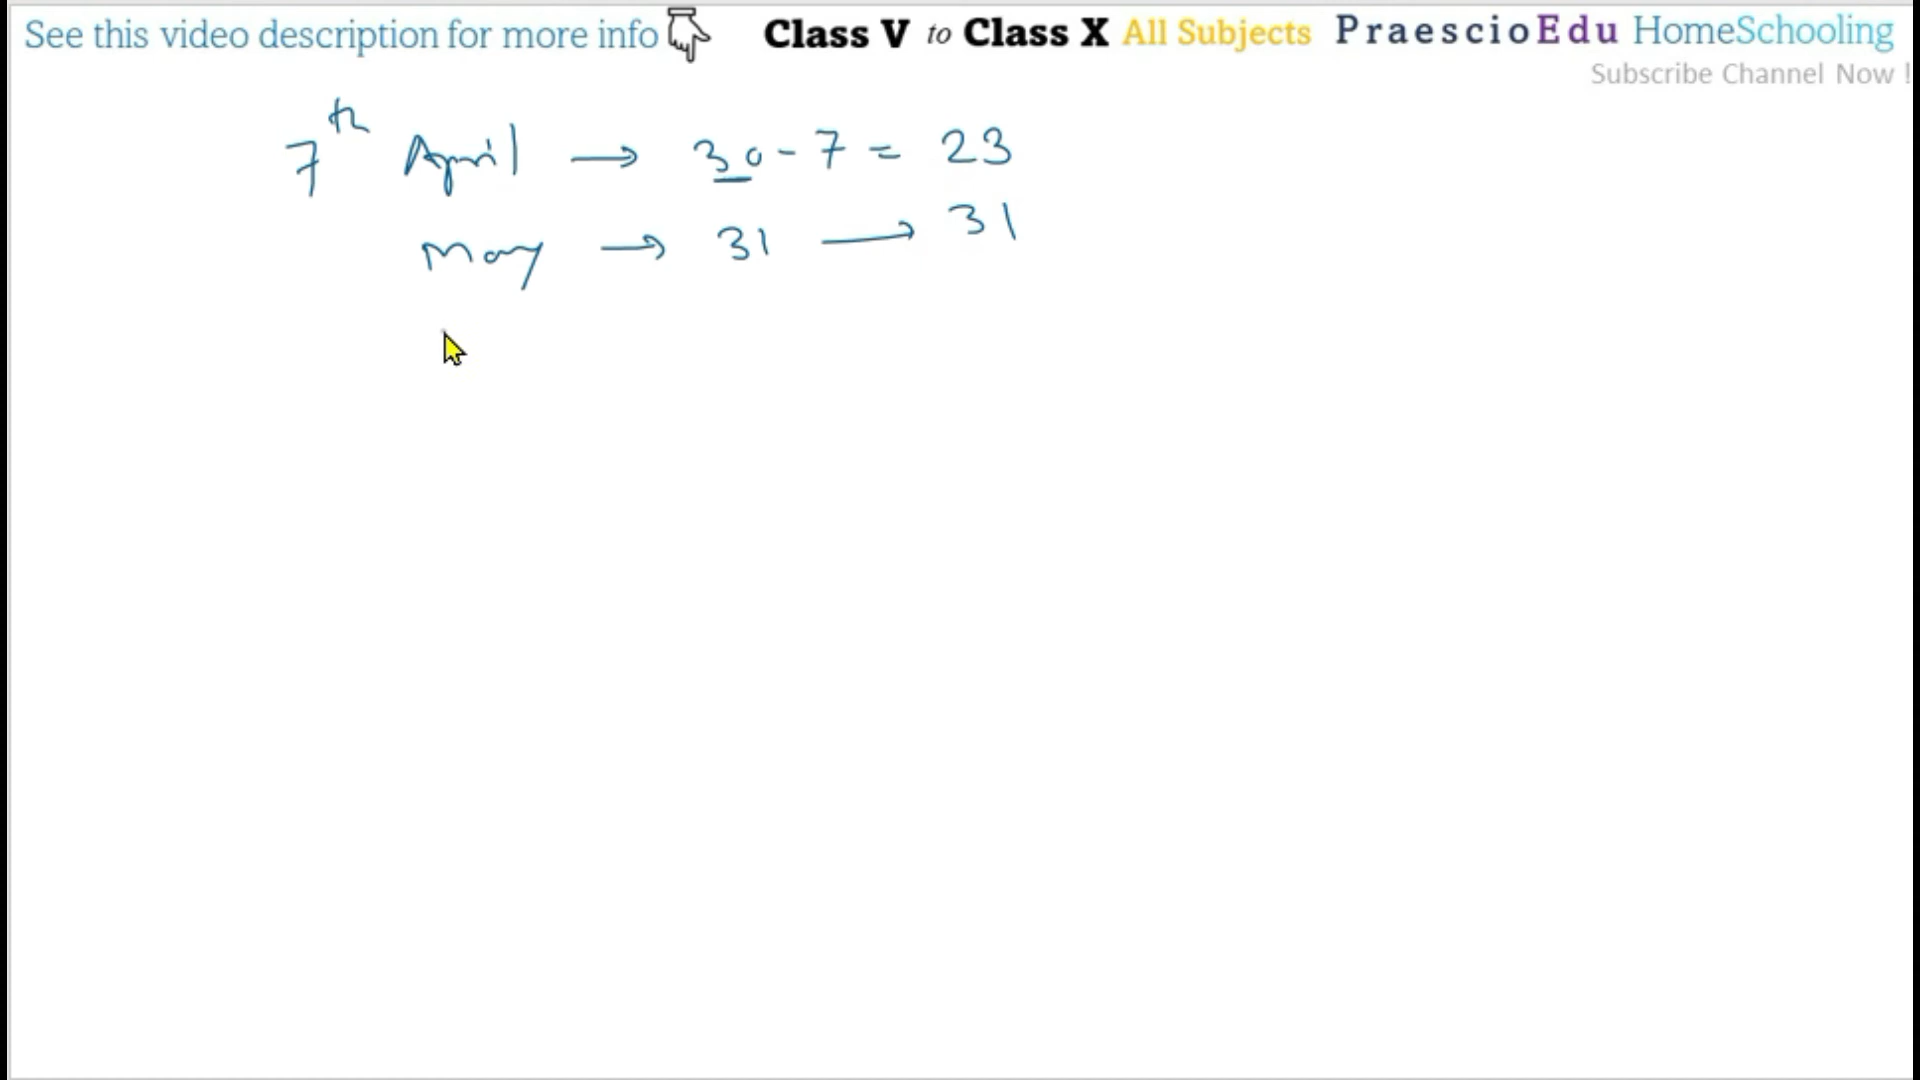 See this video description for more info Class V to Class X All Subjects PraescioEdu HomeSchooling
Subscribe Channel Now !
7th April → 30 - 7 = 23
May → 31 → 31